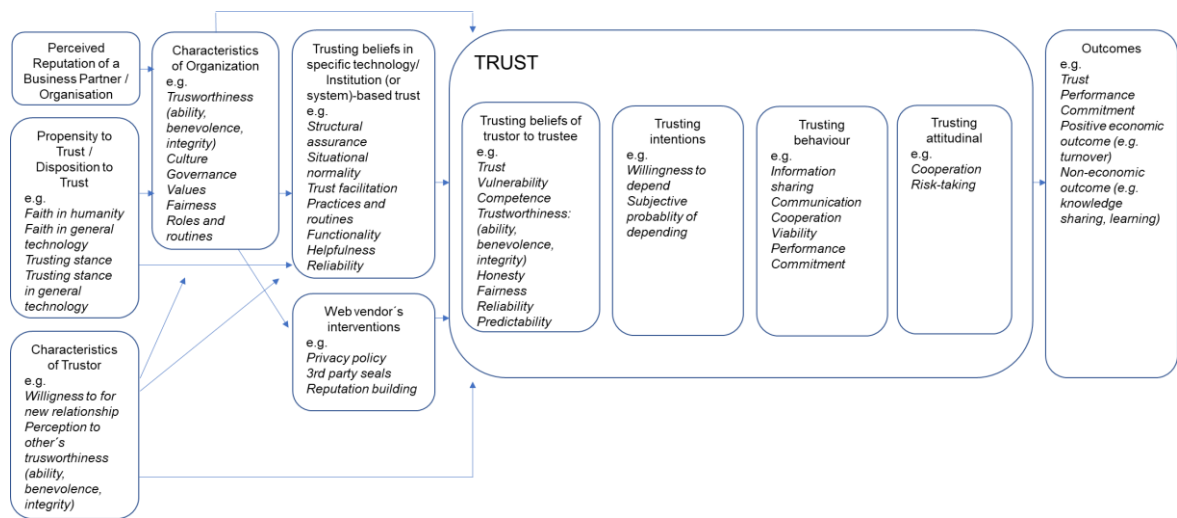 Perceived
Reputation of a
Business Partner /
Organisation
Propensity to
Trust /
Disposition to
Trust
e.g.
Faith in humanity
Faith in general
technology
Trusting stance
Trusting stance
in general
technology
Characteristics
of Trustor
e.g.
Willigness to for
new relationship
Perception to
other´s
trusworthiness
(ability,
benevolence,
integrity)
Characteristics
of Organization
e.g.
Trusworthiness
(ability,
benevolence,
integrity)
Culture
Governance
Values
Fairness
Roles and
routines
Trusting beliefs in
specific technology/
Institution (or
system)-based trust
e.g.
Structural
assurance
Situational
normality
Trust facilitation
Practices and
routines
Functionality
Helpfulness
Reliability
Web vendor´s
interventions
e.g.
Privacy policy
3rd party seals
Reputation building
TRUST
Trusting beliefs of
trustor to trustee
e.g.
Trust
Vulnerability
Competence
Trustworthiness:
(ability,
benevolence,
integrity)
Honesty
Fairness
Reliability
Predictability
Trusting
intentions
e.g.
Willingness to
depend
Subjective
probablity of
depending
Trusting
behaviour
e.g.
Information
sharing
Communication
Cooperation
Viability
Performance
Commitment
Trusting
attitudinal
e.g.
Cooperation
Risk-taking
Outcomes
e.g.
Trust
Performance
Commitment
Positive economic
outcome (e.g.
turnover)
Non-economic
outcome (e.g.
knowledge
sharing, learning)